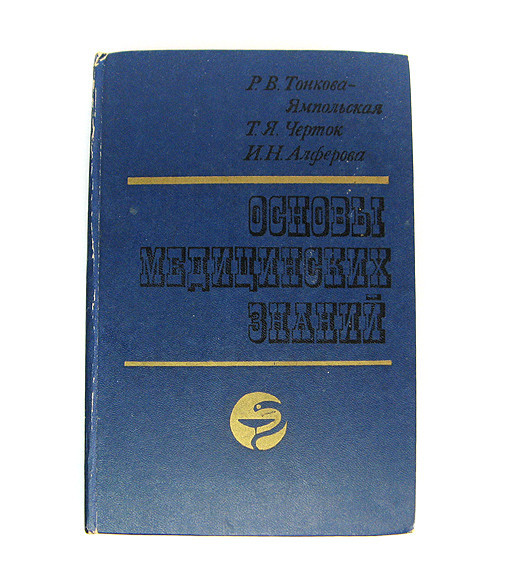 Р. В. Тонкова-
Ямпольская
Т. Я. Черток
И. Н. Алферова
ОСНОВЫ
МЕДИЦИНСКИХ
ЗНАНИЙ